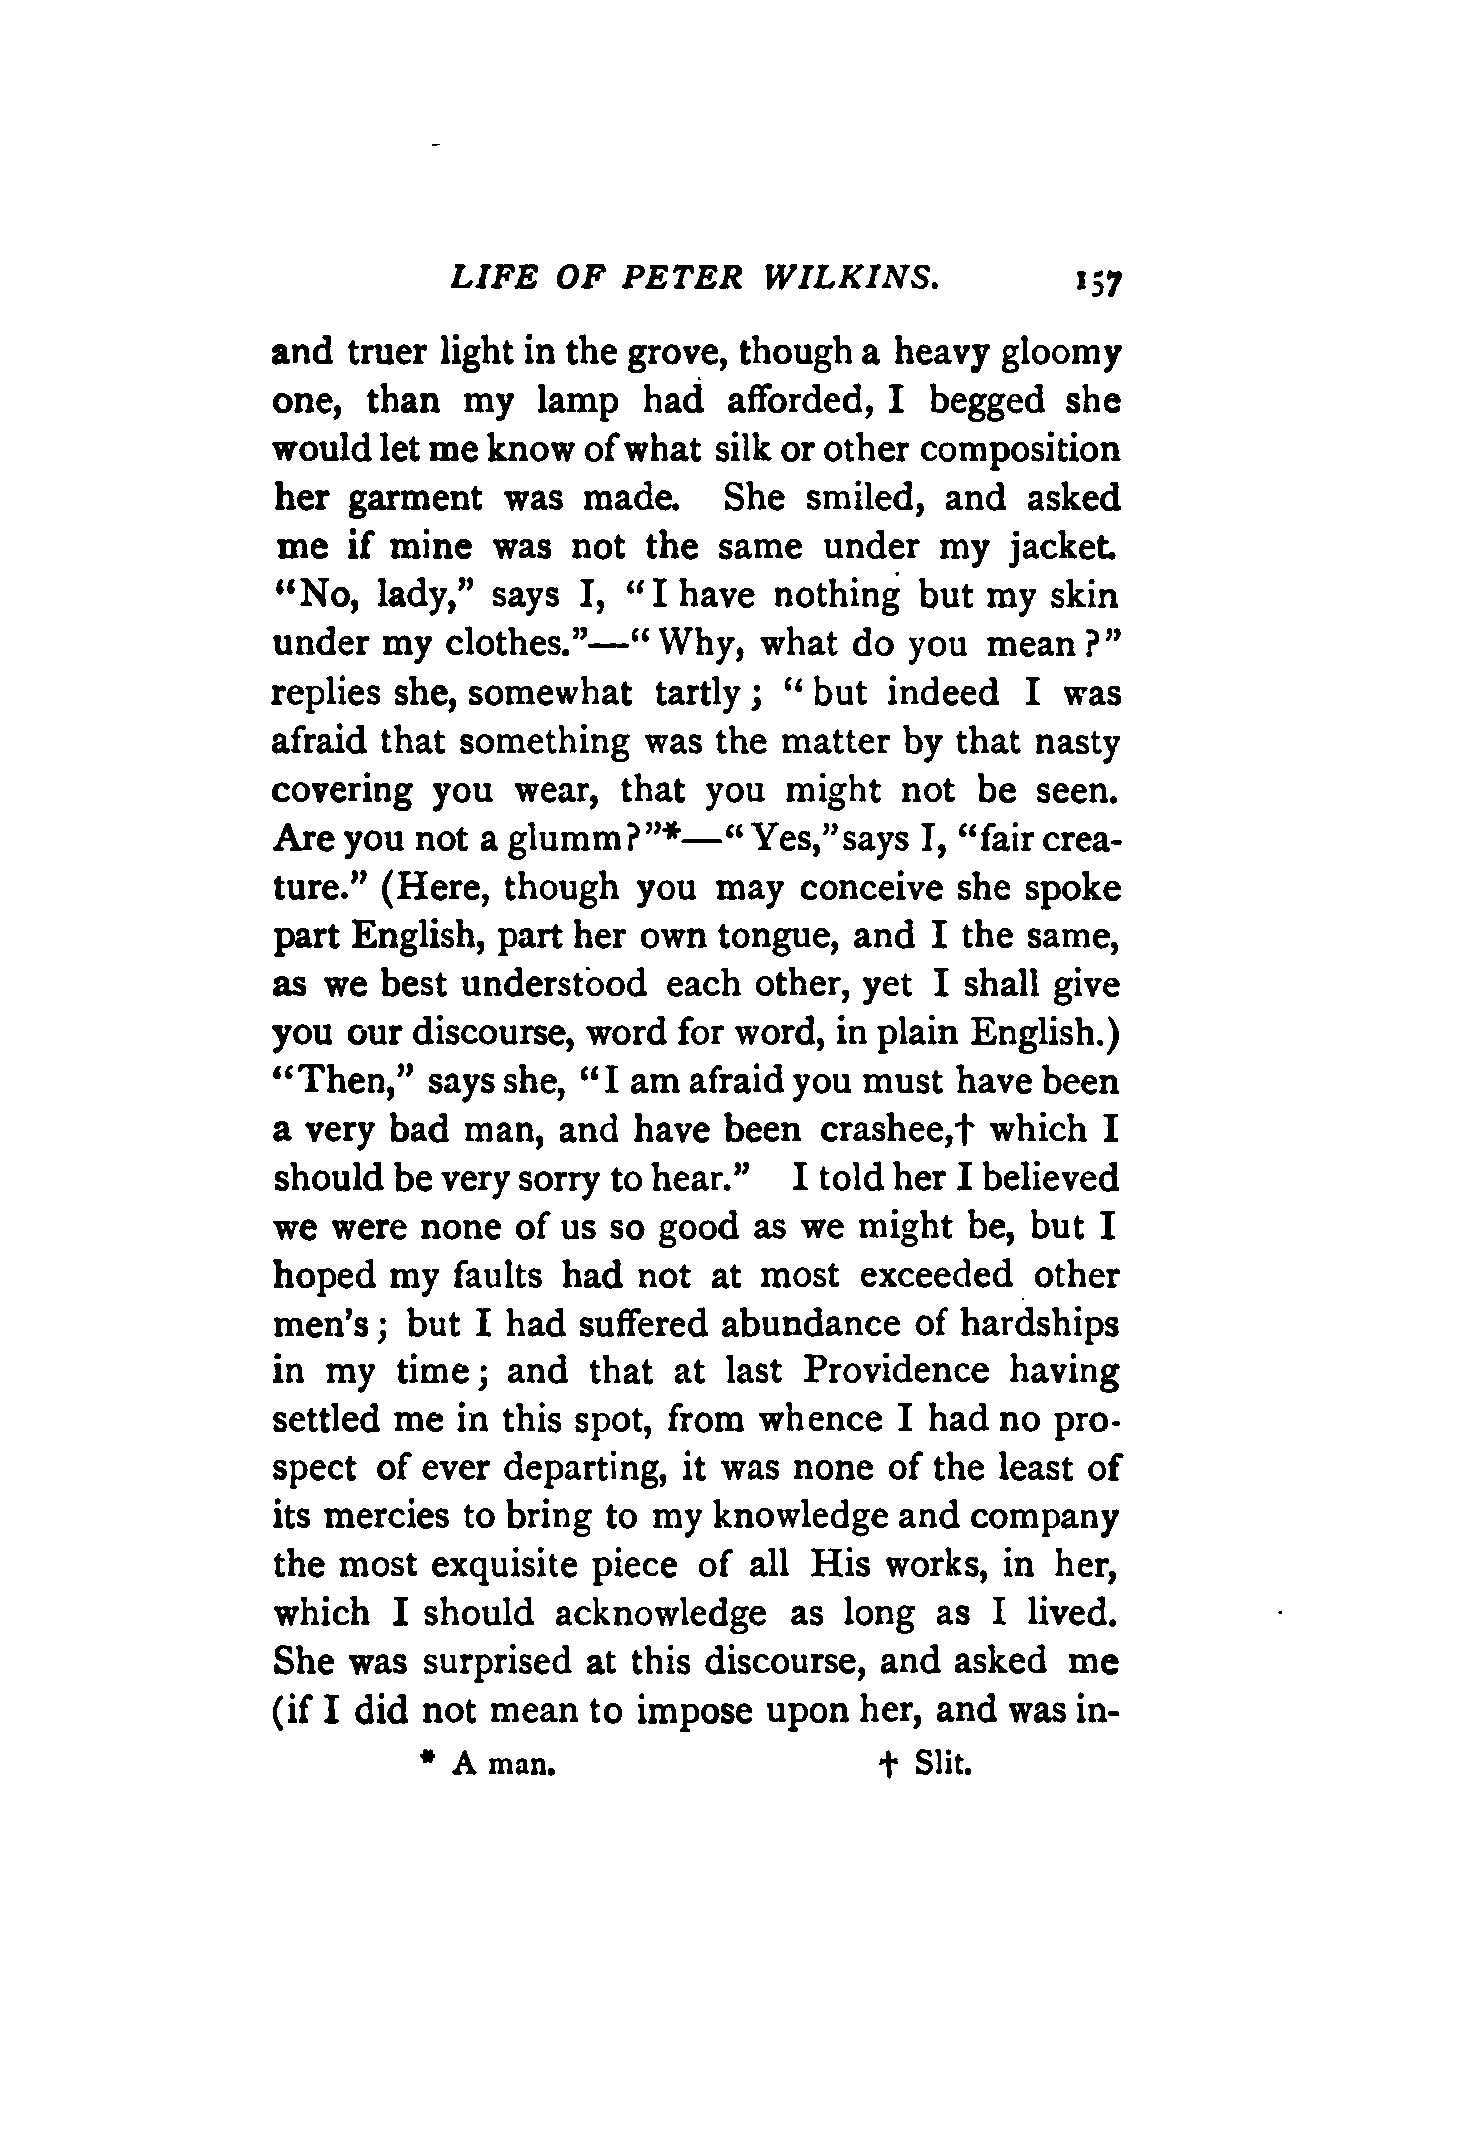 LIFE OF PETER WILKINS. 157
and truer light in the grove, though a heavy gloomy
one, than my lamp had afforded, I begged she
would let me know of what silk or other composition
her garment was made. She smiled, and asked
me if mine was not the same under my jacket.
"No, lady," says I, "I have nothing but my skin
under my clothes."—"Why, what do you mean?"
replies she, somewhat tartly; "but indeed I was
afraid that something was the matter by that nasty
covering you wear, that you might not be seen.
Are you not a glumm?"*—"Yes," says I, "fair crea-
ture." (Here, though you may conceive she spoke
part English, part her own tongue, and I the same,
as we best understood each other, yet I shall give
you our discourse, word for word, in plain English.)
"Then," says she, "I am afraid you must have been
a very bad man, and have been crashee,† which I
should be very sorry to hear." I told her I believed
we were none of us so good as we might be, but I
hoped my faults had not at most exceeded other
men's; but I had suffered abundance of hardships
in my time; and that at last Providence having
settled me in this spot, from whence I had no pro-
spect of ever departing, it was none of the least of
its mercies to bring to my knowledge and company
the most exquisite piece of all His works, in her,
which I should acknowledge as long as I lived.
She was surprised at this discourse, and asked me
(if I did not mean to impose upon her, and was in-
* A man. † Slit.